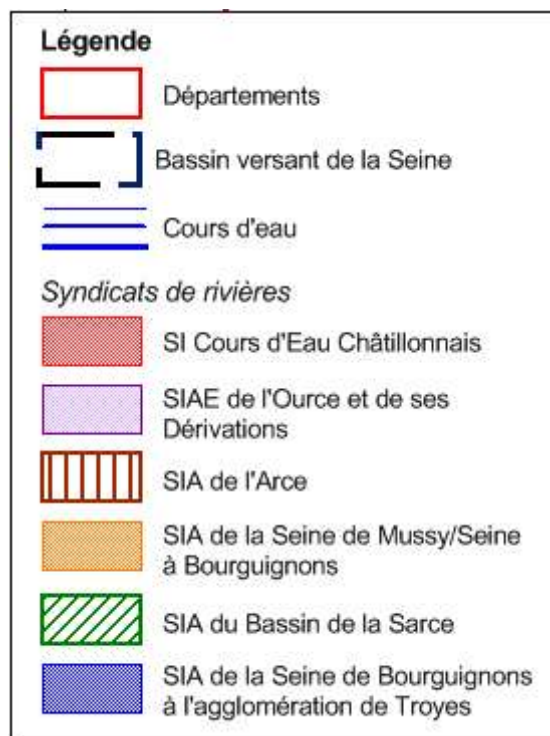 Légende
Départements
Bassin versant de la Seine
Cours d'eau
Syndicats de rivières
SI Cours d'Eau Châtillonnais
SIAE de l'Ource et de ses
Dérivations
SIA de l'Arce
SIA de la Seine de Mussy/Seine
à Bourguignons
SIA du Bassin de la Sarce
SIA de la Seine de Bourguignons
à l'agglomération de Troyes